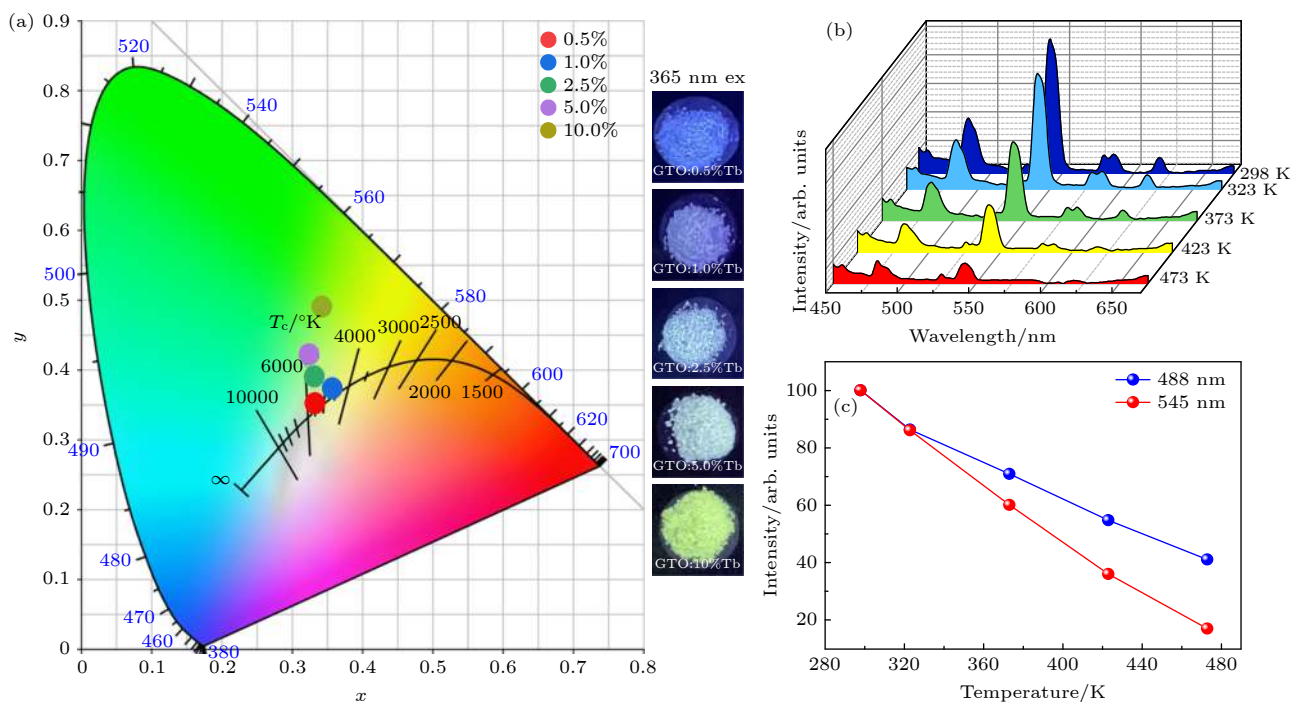 (a)
0.9
0.8
0.7
0.6
0.5
0.4
0.3
0.2
0.1
0
y
0
0.1
0.2
0.3
0.4
0.5
0.6
0.7
0.8
x
520
540
560
580
600
620
700
500
490
480
470
460
380
Tc/°K
∞
10000
6000
4000
3000
2500
2000
1500
0.5%
1.0%
2.5%
5.0%
10.0%
365 nm ex
GTO:0.5%Tb
GTO:1.0%Tb
GTO:2.5%Tb
GTO:5.0%Tb
GTO:10%Tb
(b)
Intensity/arb. units
298 K
323 K
373 K
423 K
473 K
450
500
550
600
650
Wavelength/nm
(c)
488 nm
545 nm
Intensity/arb. units
100
80
60
40
20
280
320
360
400
440
480
Temperature/K